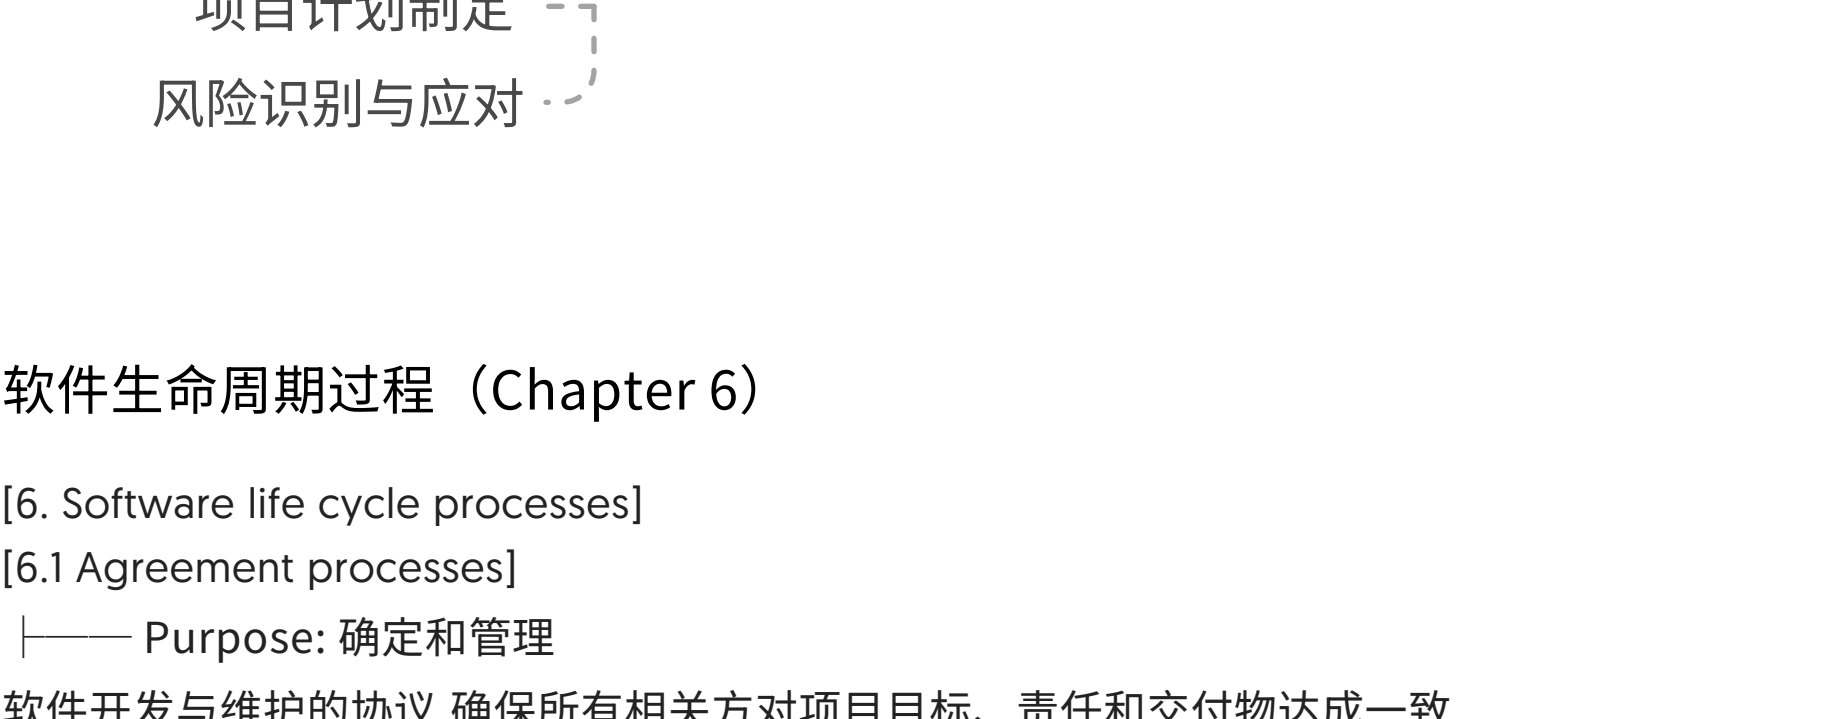 项目计划制定
风险识别与应对
软件生命周期过程（Chapter 6）
[6. Software life cycle processes]
[6.1 Agreement processes]
├── Purpose: 确定和管理
软件开发与维护的协议 确保所有相关方对项目目标、责任和交付物达成一致